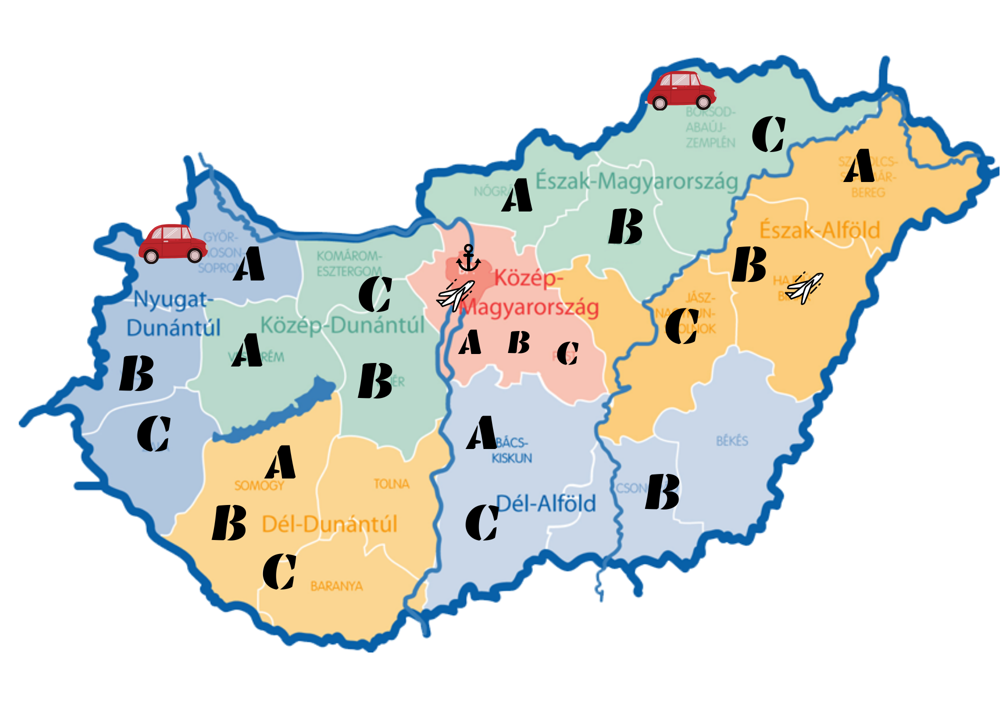 BORSOD-
ABAÚJ-
ZEMPLÉN
C
A
BEREG
Észak-Magyarország
A
B
Észak-Alföld
B
GYŐR-
A
KOMÁROM-
ESZTERGOM
C
Közép-
Magyarország
JÁSZ-
C
Nyugat-
Dunántúl
Közép-Dunántúl
A
A
B
C
B
B
C
A
BÁCS-
KISKUN
BÉKÉS
A
SOMOGY
TOLNA
B
Dél-Alföld
C
B
Dél-Dunántúl
C
BARANYA